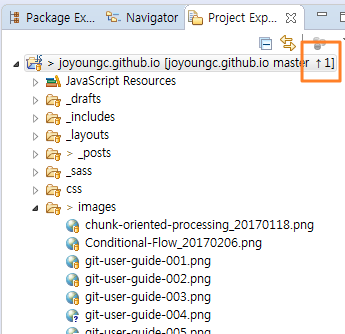 Package Ex...
Navigator
Project Exp...
> joyoungc.github.io [joyoungc.github.io master ↑1]
JavaScript Resources
_drafts
_includes
_layouts
> _posts
_sass
css
> images
chunk-oriented-processing_20170118.png
Conditional-Flow_20170206.png
git-user-guide-001.png
git-user-guide-002.png
git-user-guide-003.png
git-user-guide-004.png
git-user-guide-005.png